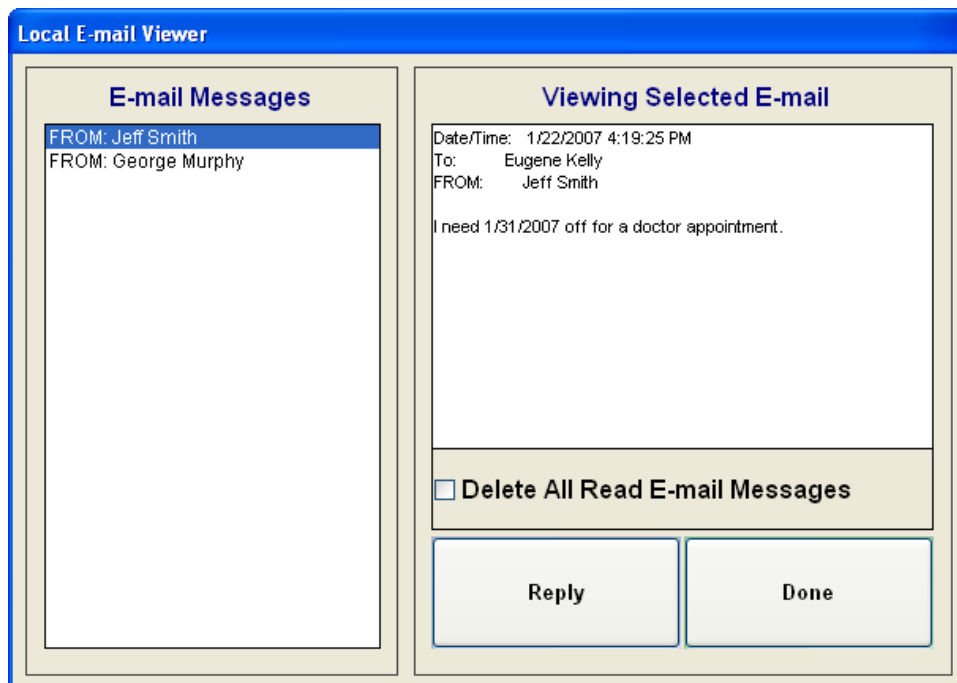 Local E-mail Viewer
E-mail Messages
FROM: Jeff Smith
FROM: George Murphy
Viewing Selected E-mail
Date/Time: 1/22/2007 4:19:25 PM
To: Eugene Kelly
FROM: Jeff Smith
I need 1/31/2007 off for a doctor appointment.
Delete All Read E-mail Messages
Reply
Done